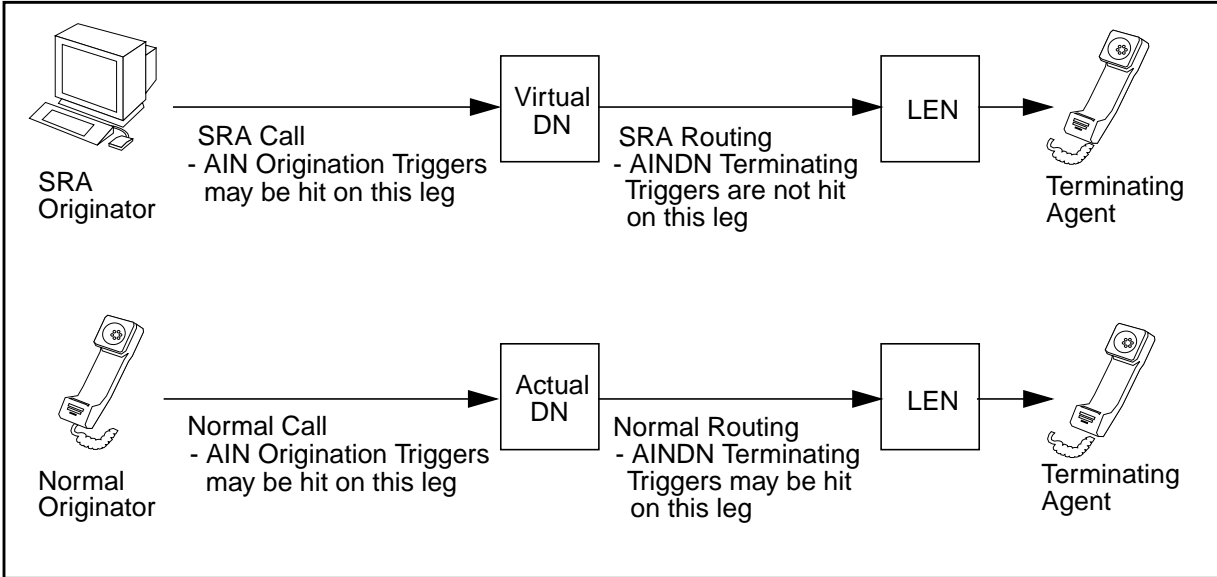 Virtual
DN
LEN
SRA Call
- AIN Origination Triggers
may be hit on this leg
SRA Routing
- AINDN Terminating
Triggers are not hit
on this leg
SRA
Originator
Terminating
Agent
Actual
DN
LEN
Normal Call
- AIN Origination Triggers
may be hit on this leg
Normal Routing
- AINDN Terminating
Triggers may be hit
on this leg
Normal
Originator
Terminating
Agent